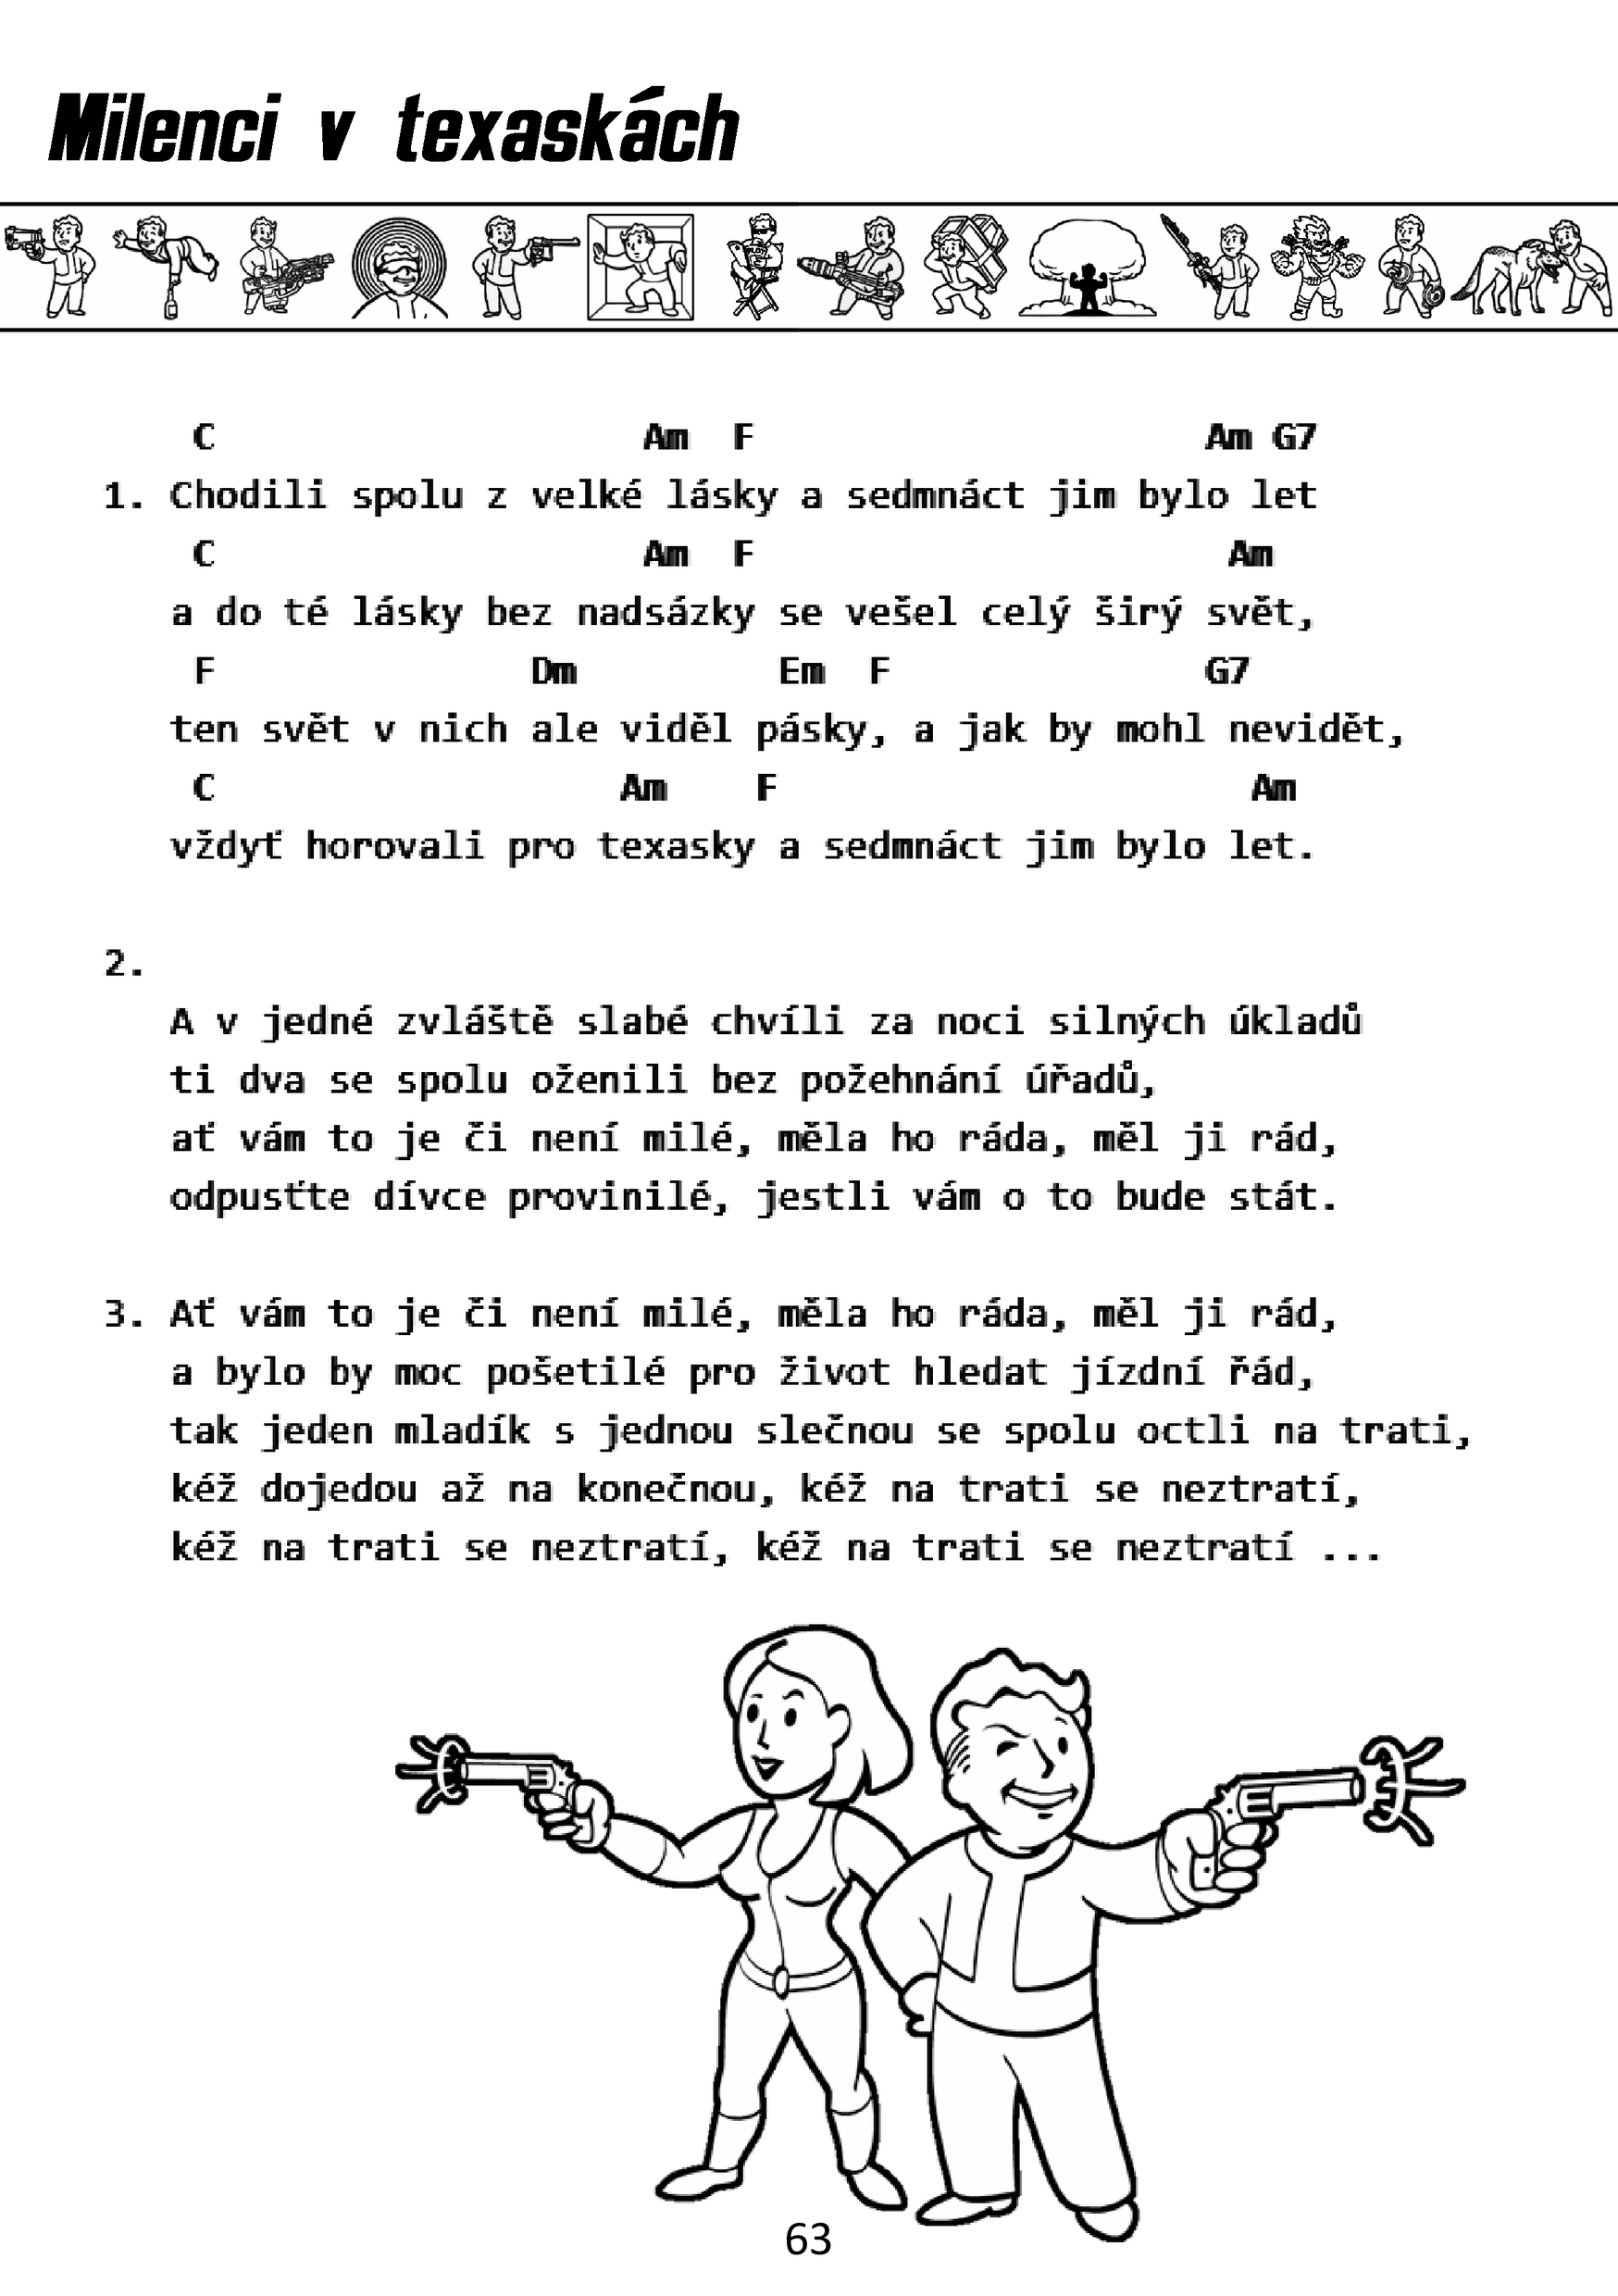 Milenci v texaskách
C Am F Am G7
1. Chodili spolu z velké lásky a sedmnáct jim bylo let
C Am F Am
a do té lásky bez nadsázky se vešel celý širý svět,
F Dm Em F G7
ten svět v nich ale viděl pásky, a jak by mohl nevidět,
C Am F Am
vždyť horovali pro texasky a sedmnáct jim bylo let.
2.
A v jedné zvláště slabé chvíli za noci silných úkladů
ti dva se spolu oženili bez požehnání úřadů,
ať vám to je či není milé, měla ho ráda, měl ji rád,
odpusťte dívce provinilé, jestli vám o to bude stát.
3. Ať vám to je či není milé, měla ho ráda, měl ji rád,
a bylo by moc pošetilé pro život hledat jízdní řád,
tak jeden mladík s jednou slečnou se spolu octli na trati,
kéž dojedou až na konečnou, kéž na trati se neztratí,
kéž na trati se neztratí, kéž na trati se neztratí ...
63